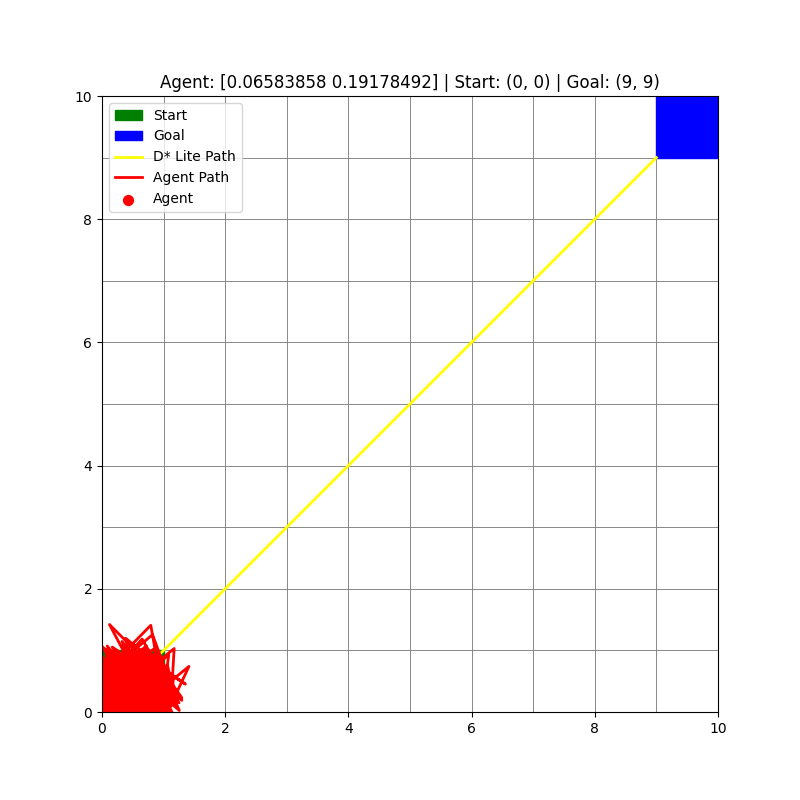 Agent: [0.06583858 0.19178492] | Start: (0, 0) | Goal: (9, 9)
10
Start
Goal
D* Lite Path
Agent Path
Agent
8
6
4
2
0
0 2 4 6 8 10